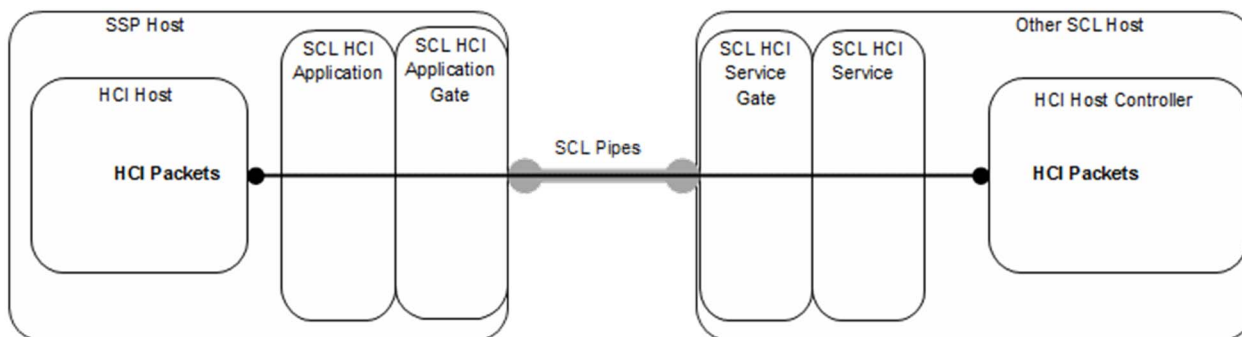 SSP Host
Other SCL Host
SCL HCI
Application
SCL HCI
Application
Gate
SCL HCI
Service
Gate
SCL HCI
Service
HCI Host
HCI Host Controller
SCL Pipes
HCI Packets
HCI Packets